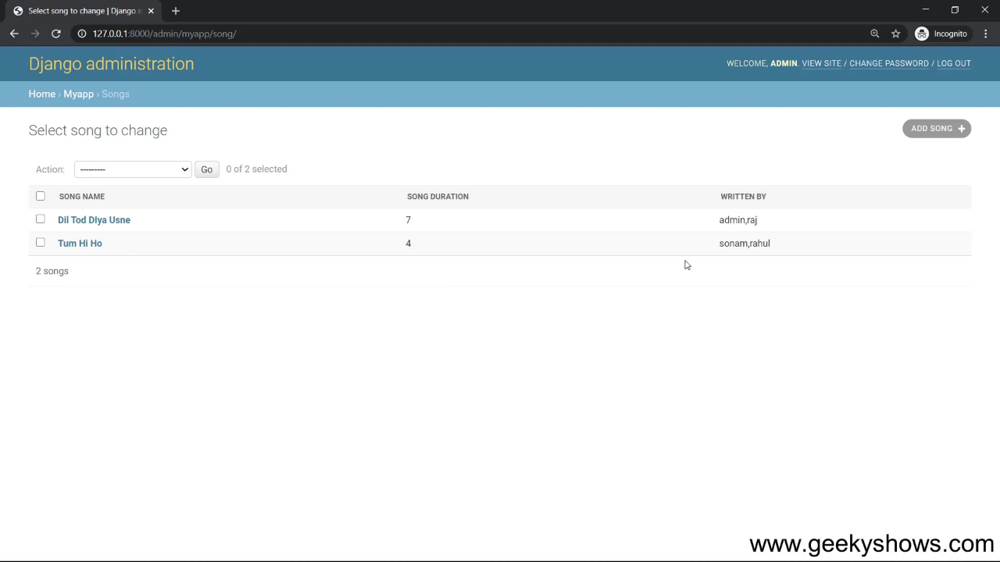 Select song to change | Django s
127.0.0.1:8000/admin/myapp/song/
Incognito
Django administration
WELCOME, ADMIN. VIEW SITE / CHANGE PASSWORD / LOG OUT
Home › Myapp › Songs
Select song to change
ADD SONG +
Action: --------- Go 0 of 2 selected
SONG NAME SONG DURATION WRITTEN BY
Dil Tod DIya Usne 7 admin,raj
Tum Hi Ho 4 sonam,rahul
2 songs
www.geekyshows.com